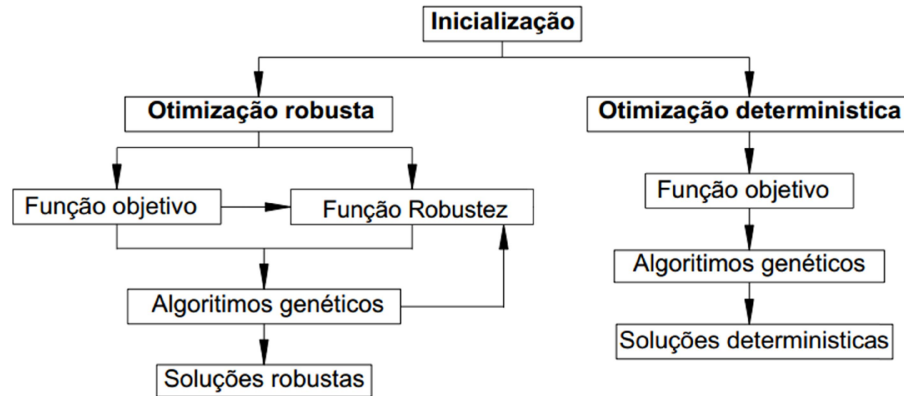 Inicialização
Otimização robusta
Otimização deterministica
Função objetivo
Função Robustez
Função objetivo
Algoritimos genéticos
Algoritimos genéticos
Soluções robustas
Soluções deterministicas